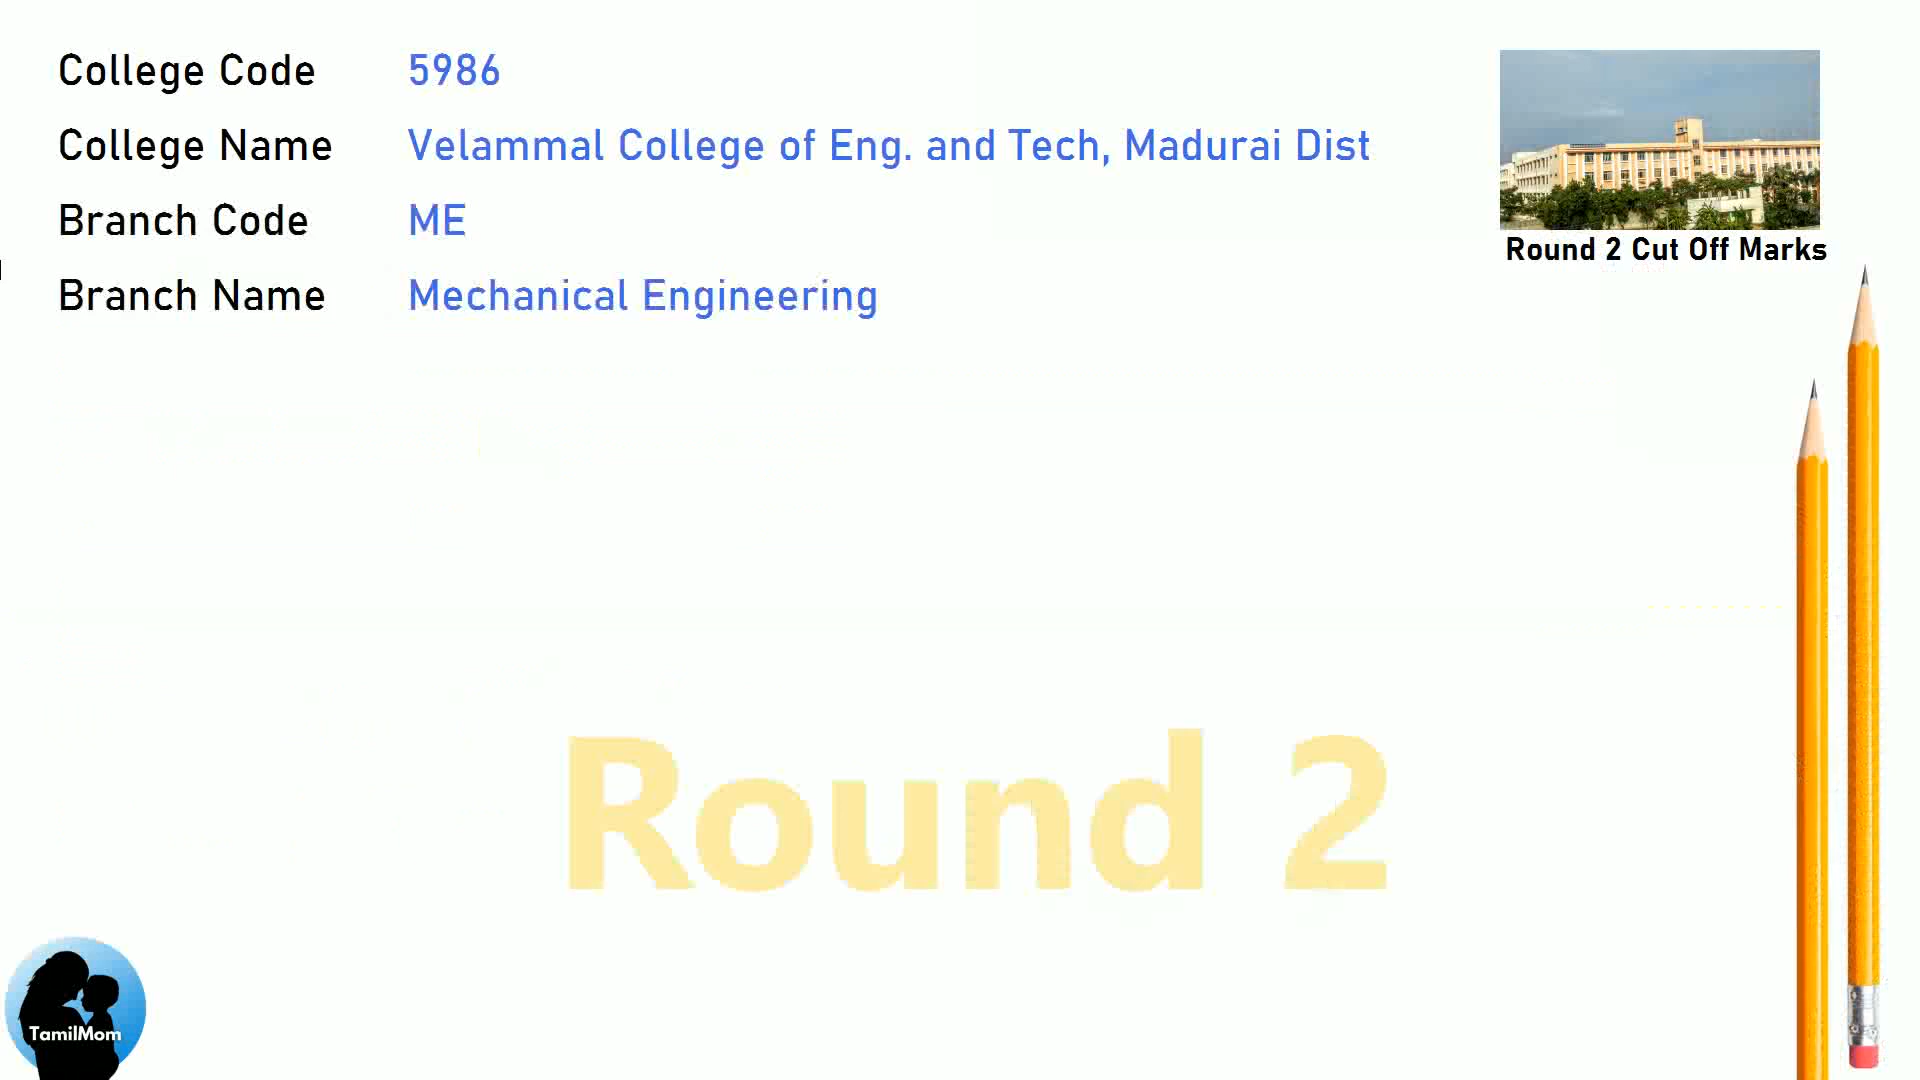 College Code 5986
College Name Velammal College of Eng. and Tech, Madurai Dist
Branch Code ME
Branch Name Mechanical Engineering
Round 2 Cut Off Marks
Round 2
TamilMom